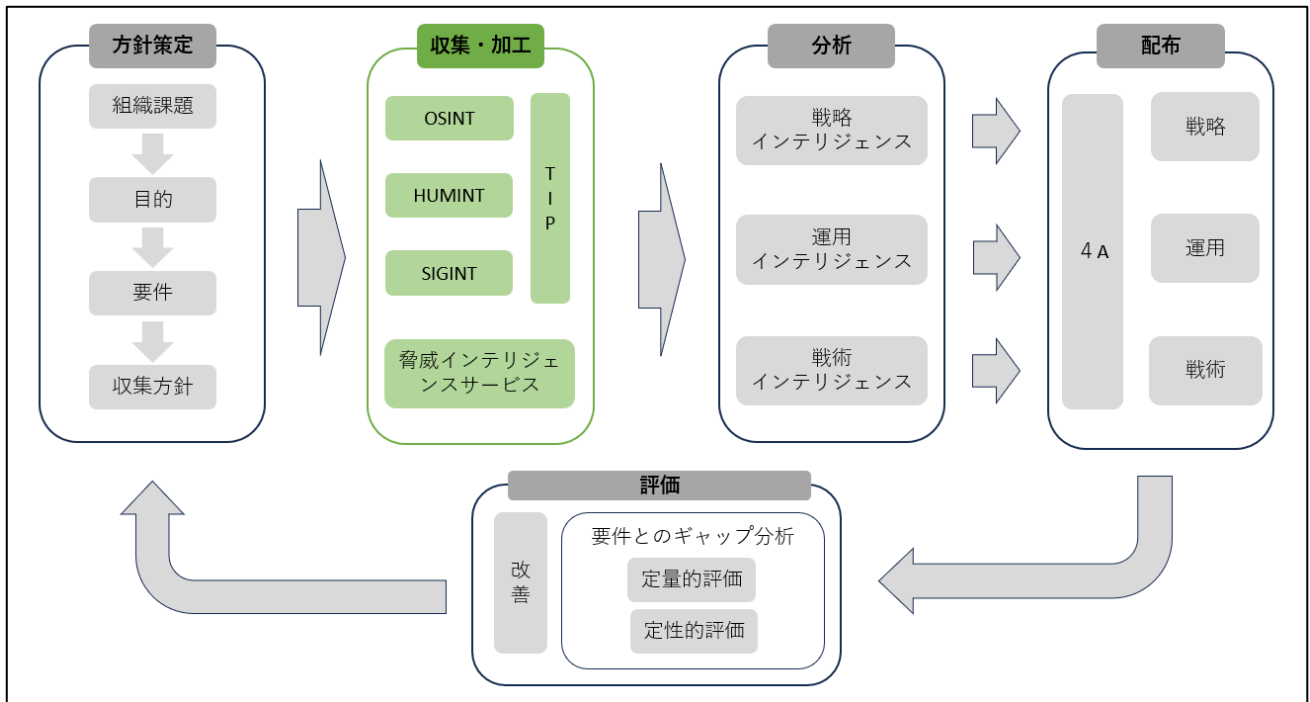 方針策定
組織課題
目的
要件
収集方針
収集・加工
OSINT
HUMINT
SIGINT
T
I
P
脅威インテリジェ
ンスサービス
分析
戦略
インテリジェンス
運用
インテリジェンス
戦術
インテリジェンス
配布
4 A
戦略
運用
戦術
評価
改
善
要件とのギャップ分析
定量的評価
定性的評価